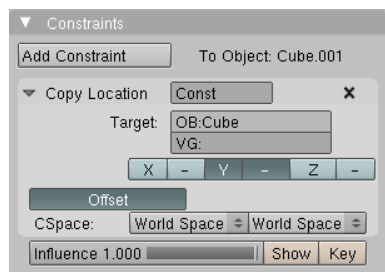 Constraints
Add Constraint To Object: Cube.001
Copy Location Const
Target: OB:Cube
VG:
X - Y - Z -
Offset
CSpace: World Space World Space
Influence 1.000 Show Key